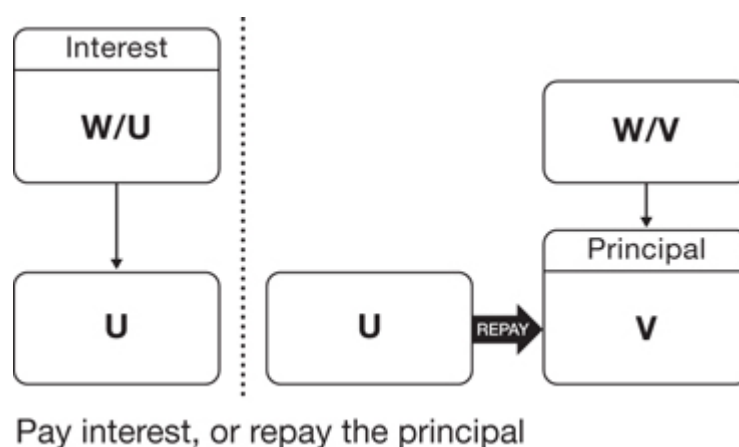 Interest
W/U
U
W/V
Principal
U
REPAY
V
Pay interest, or repay the principal